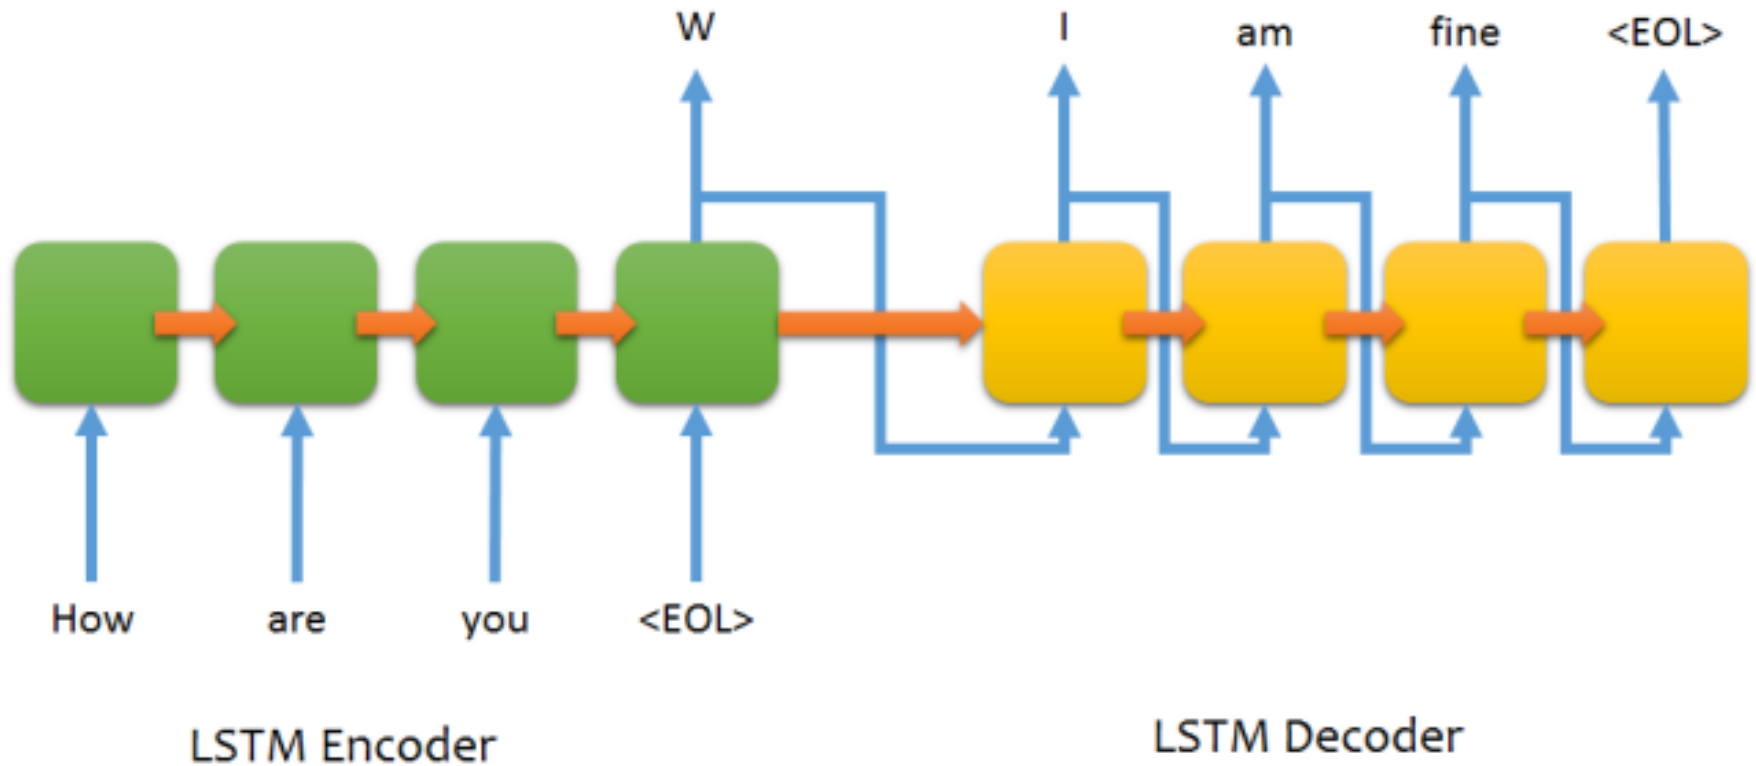 W I am fine <EOL>
How are you <EOL>
LSTM Encoder LSTM Decoder